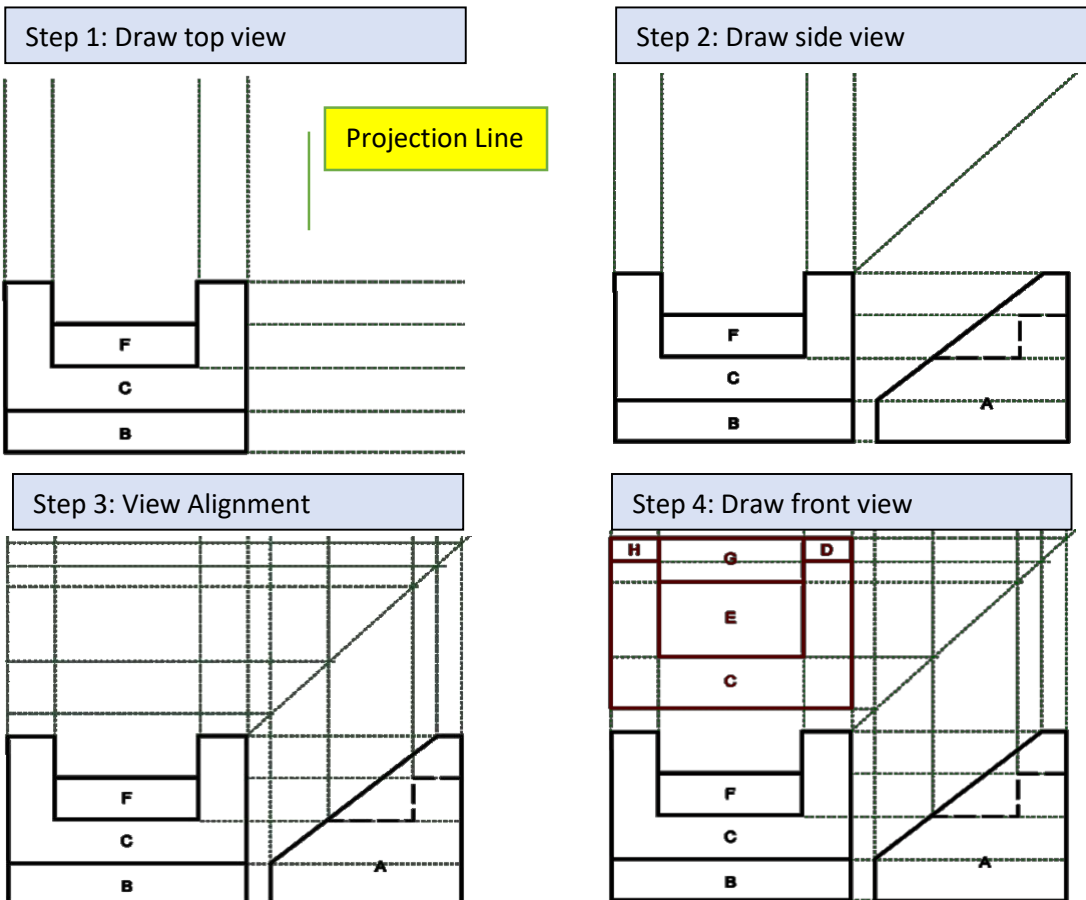 Step 1: Draw top view
Projection Line
F
C
B
Step 2: Draw side view
F
C
B
A
Step 3: View Alignment
F
C
B
A
Step 4: Draw front view
H
G
D
E
C
F
C
B
A